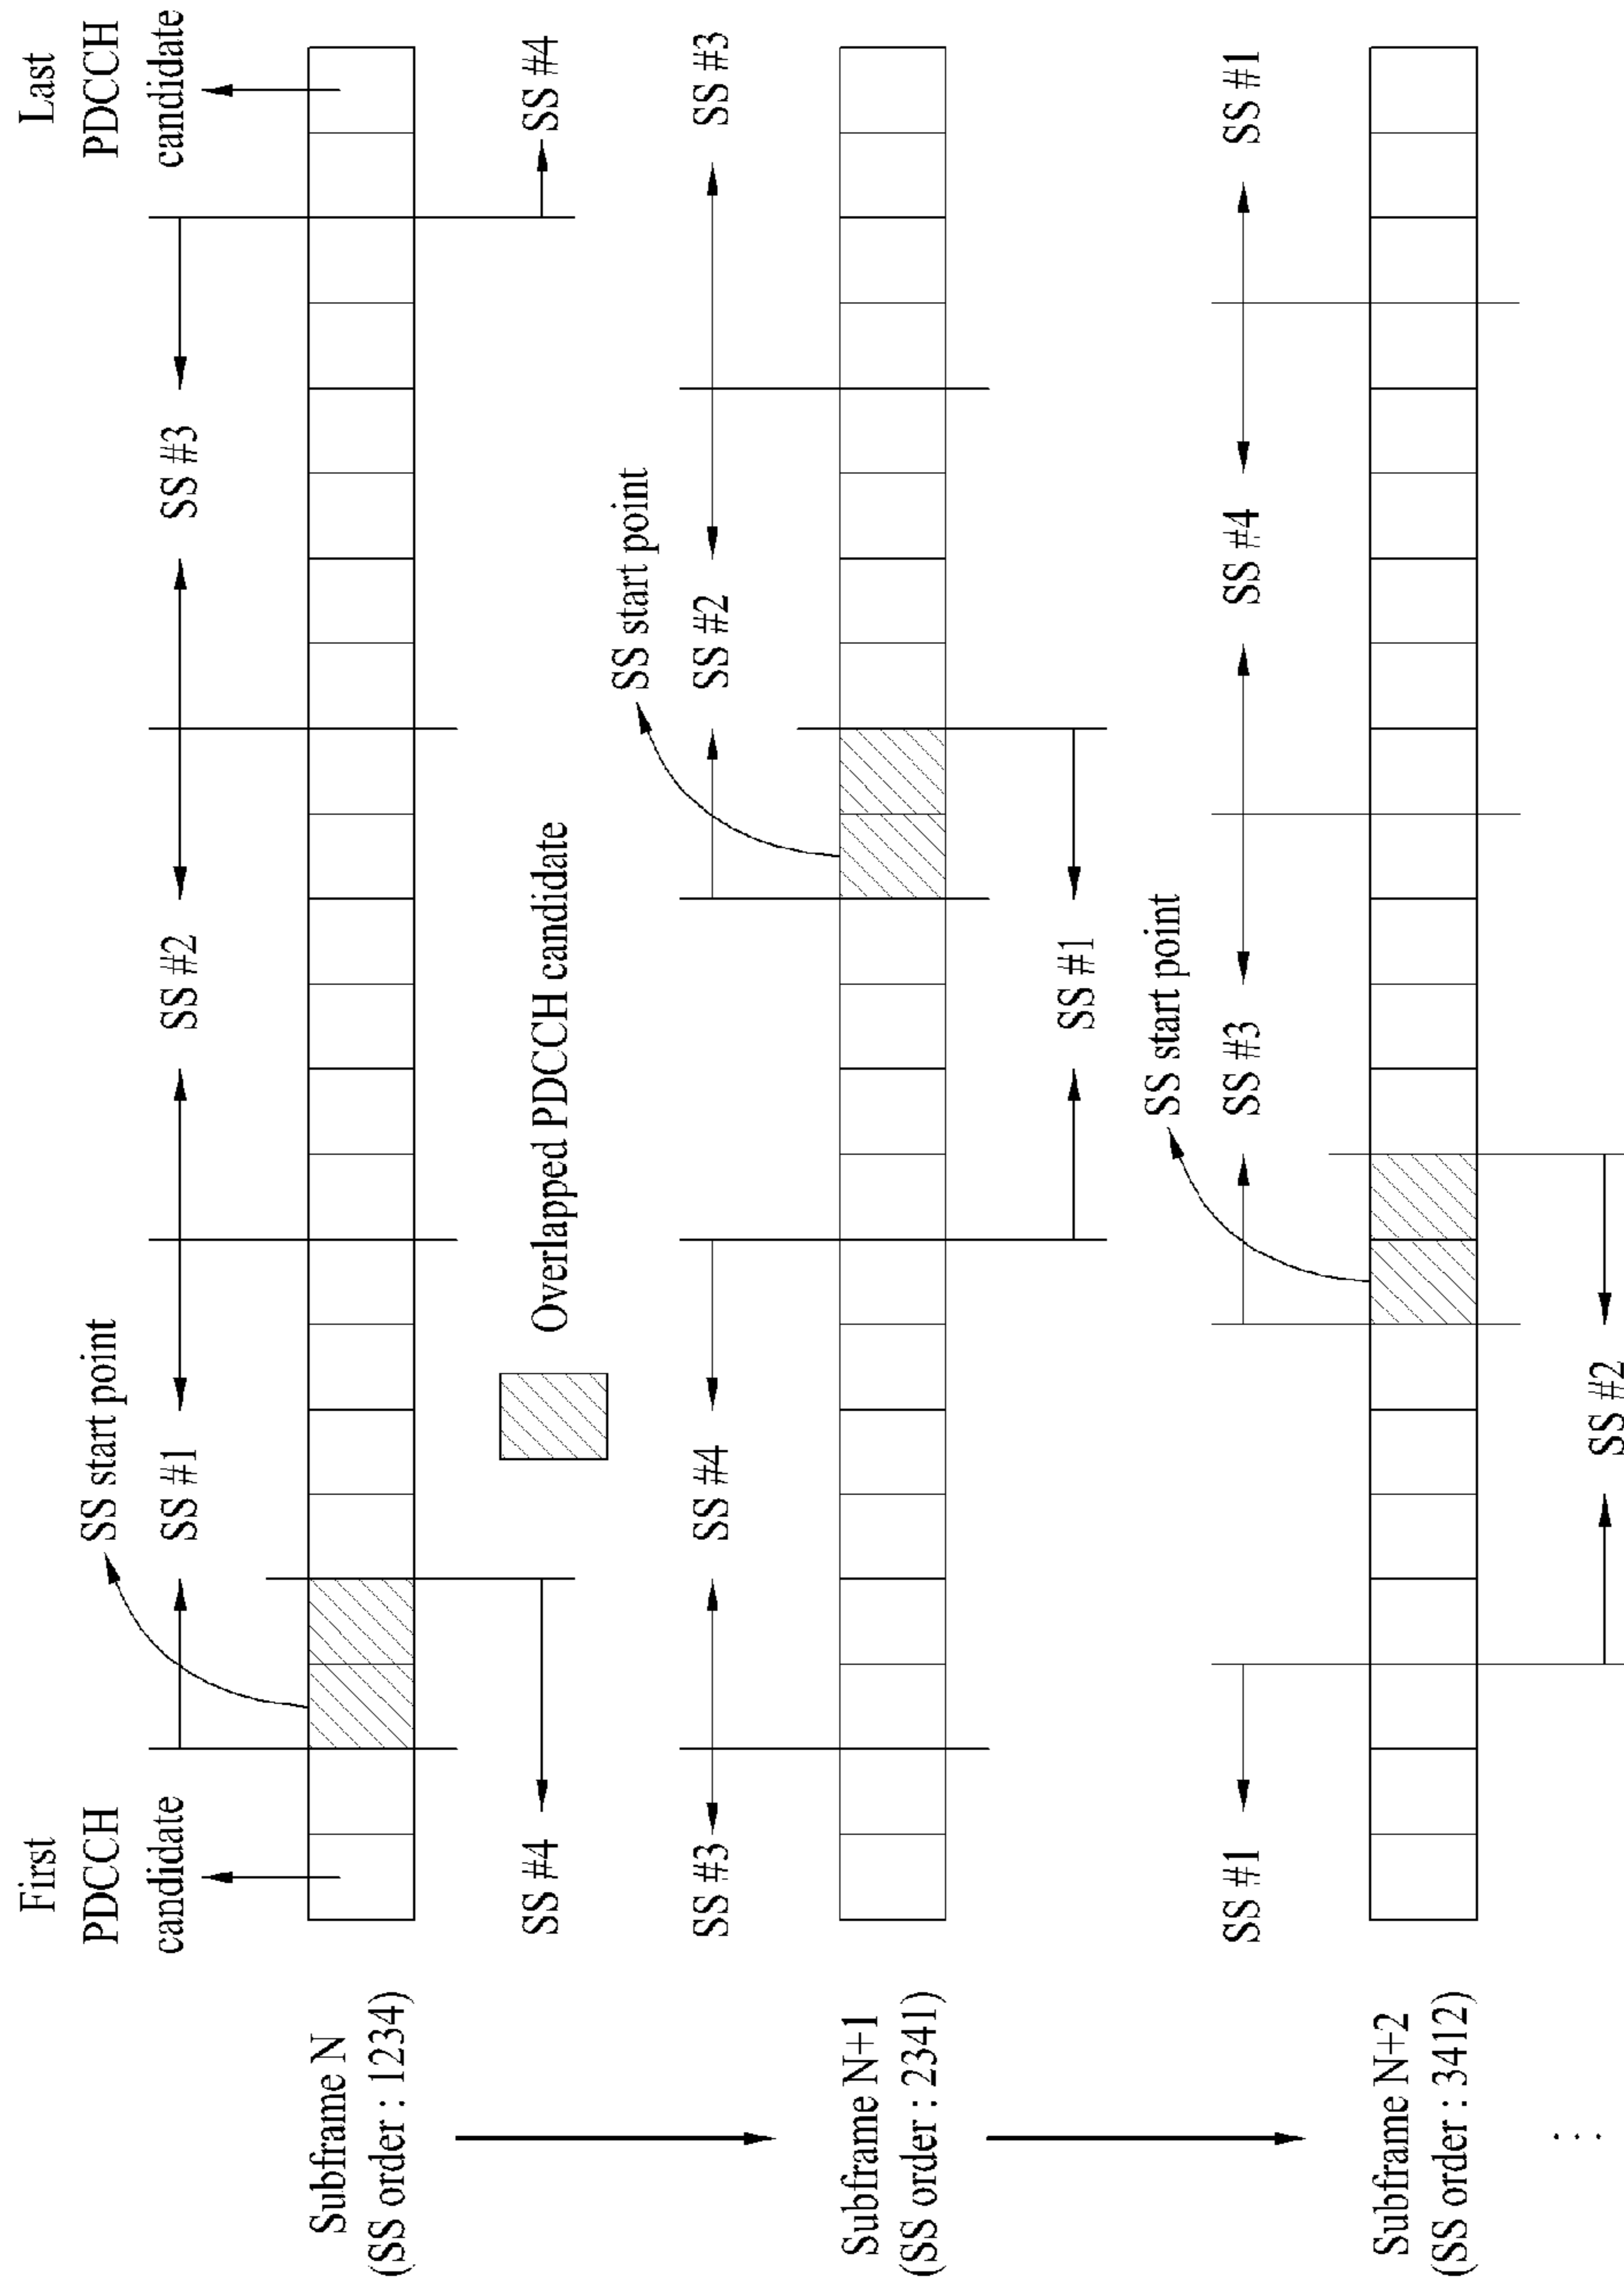 First
PDCCH
candidate
Last
PDCCH
candidate
SS start point
SS #1
SS #2
SS #3
Subframe N
(SS order : 1234)
SS #4
SS #4
Overlapped PDCCH candidate
SS start point
SS #3
SS #4
SS #2
SS #3
Subframe N+1
(SS order : 2341)
SS #1
SS start point
SS #1
SS #3
SS #4
SS #1
Subframe N+2
(SS order : 3412)
SS #2